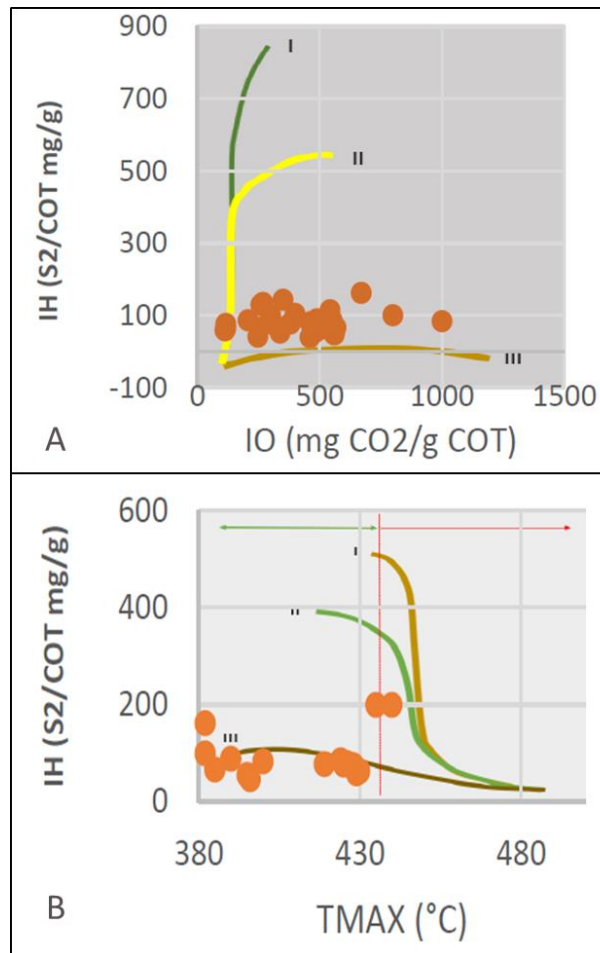 900
I
700
II
500
300
100
III
-100
0 500 1000 1500
IH (S2/COT mg/g)
A
IO (mg CO2/g COT)
600
I
400
II
200
III
0
380 430 480
IH (S2/COT mg/g)
B
TMAX (°C)